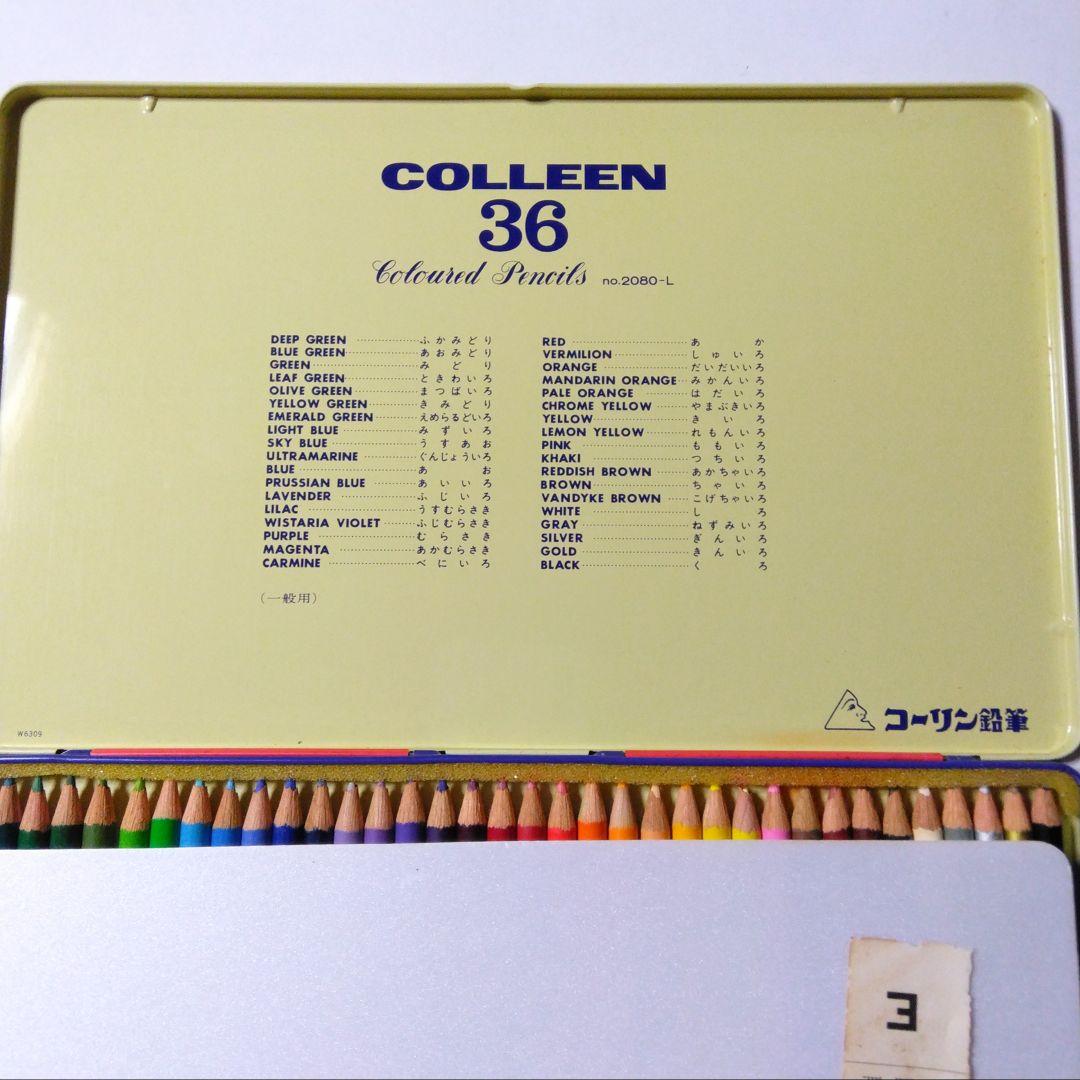 COLLEEN
36
Coloured Pencils no.2080-L
DEEP GREEN ふかみどり
BLUE GREEN あおみどり
GREEN みどり
LEAF GREEN ときわいろ
OLIVE GREEN まつばいろ
YELLOW GREEN きみどり
EMERALD GREEN えめらるどいろ
LIGHT BLUE みずいろ
SKY BLUE うすあお
ULTRAMARINE ぐんじょういろ
BLUE あお
PRUSSIAN BLUE あいいろ
LAVENDER ふじいろ
LILAC うすむらさき
WISTARIA VIOLET ふじむらさき
PURPLE むらさき
MAGENTA あかむらさき
CARMINE べにいろ
(一般用)
RED あか
VERMILION しゅいろ
ORANGE だいだいいろ
MANDARIN ORANGE みかんいろ
PALE ORANGE はだいろ
CHROME YELLOW やまぶきいろ
YELLOW きいろ
LEMON YELLOW れもんいろ
PINK ももいろ
KHAKI つちいろ
REDDISH BROWN あかちゃいろ
BROWN ちゃいろ
VANDYKE BROWN こげちゃいろ
WHITE しろ
GRAY ねずみいろ
SILVER ぎんいろ
GOLD きんいろ
BLACK くろ
コーリン鉛筆
W6309
ヨ